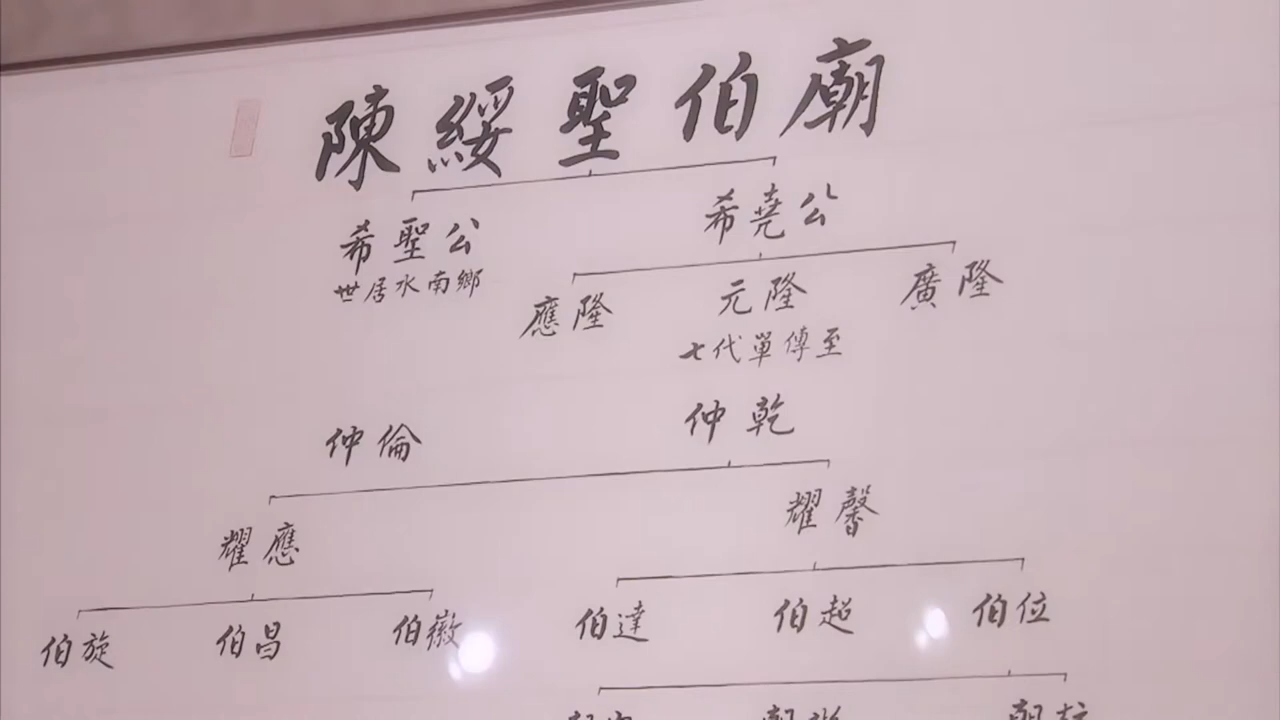 陳綏聖伯廟
希聖公 希堯公
世居水南鄉
應隆 元隆 廣隆
七代單傳至
仲倫 仲乾
耀應 耀馨
伯旋 伯昌 伯徽 伯達 伯超 伯位